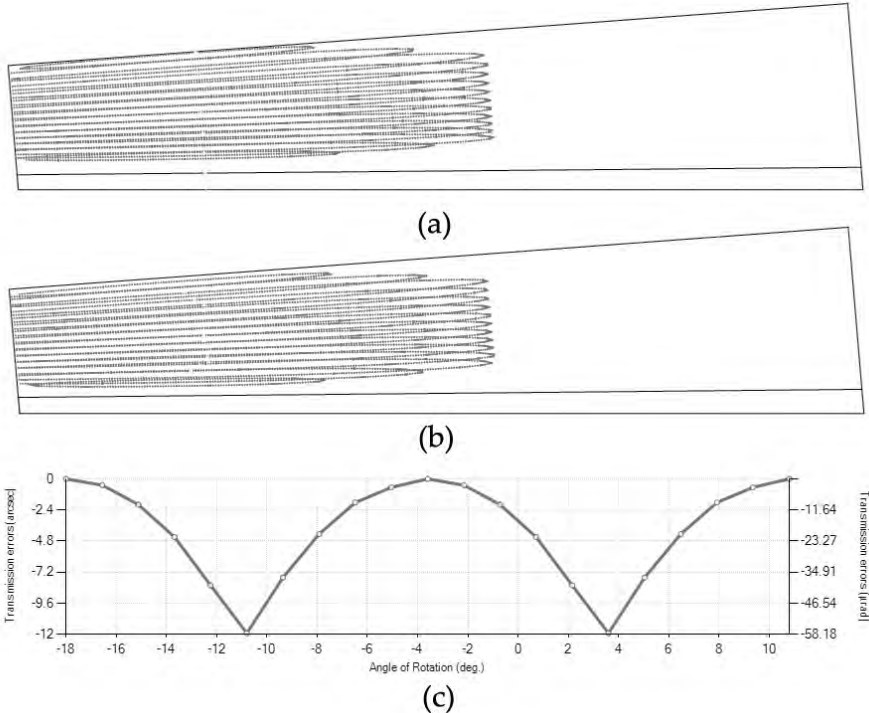 (a)
(b)
Transmission errors[arcsec]
0
-2.4
-4.8
-7.2
-9.6
-12
-18 -16 -14 -12 -10 -8 -6 -4 -2 0 2 4 6 8 10
Angle of Rotation (deg.)
-11.64
-23.27
-34.91
-46.54
-58.18
Transmission errors [μrad]
(c)